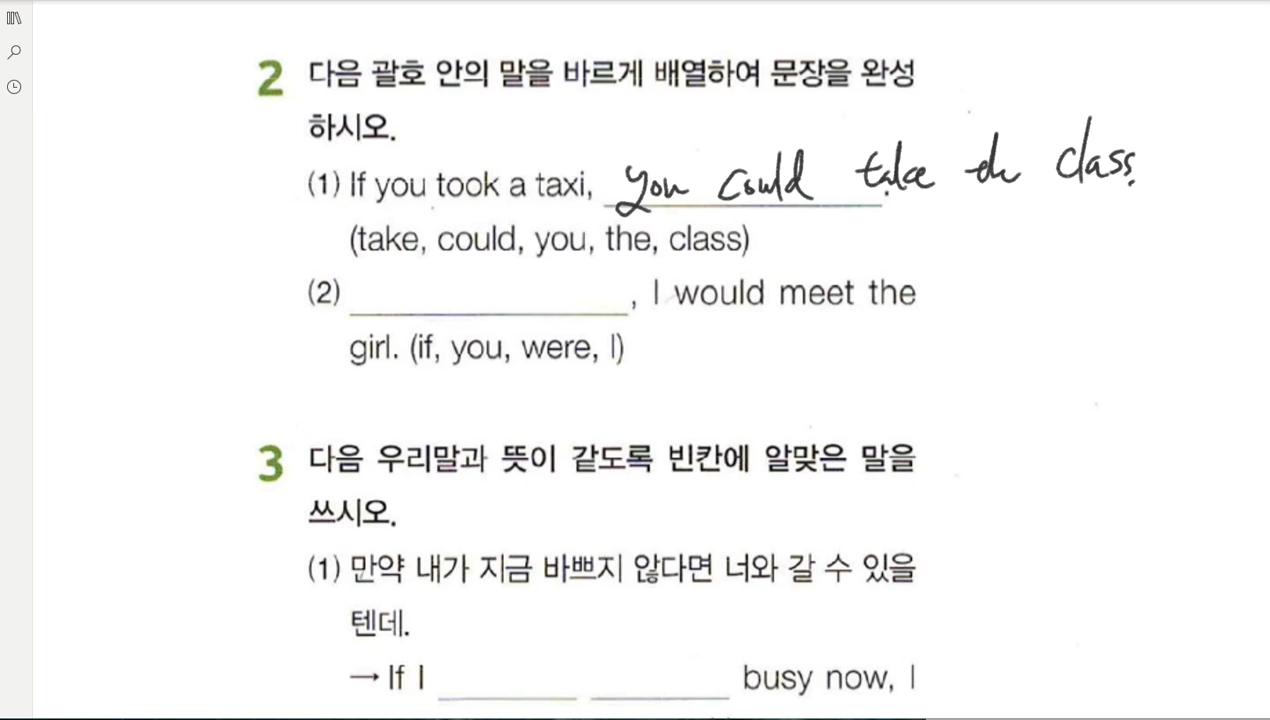 2 다음 괄호 안의 말을 바르게 배열하여 문장을 완성
하시오.
(1) If you took a taxi, you could take the class.
(take, could, you, the, class)
(2) ____________, I would meet the
girl. (if, you, were, I)
3 다음 우리말과 뜻이 같도록 빈칸에 알맞은 말을
쓰시오.
(1) 만약 내가 지금 바쁘지 않다면 너와 갈 수 있을
텐데.
→ If I ______ ______ busy now, I